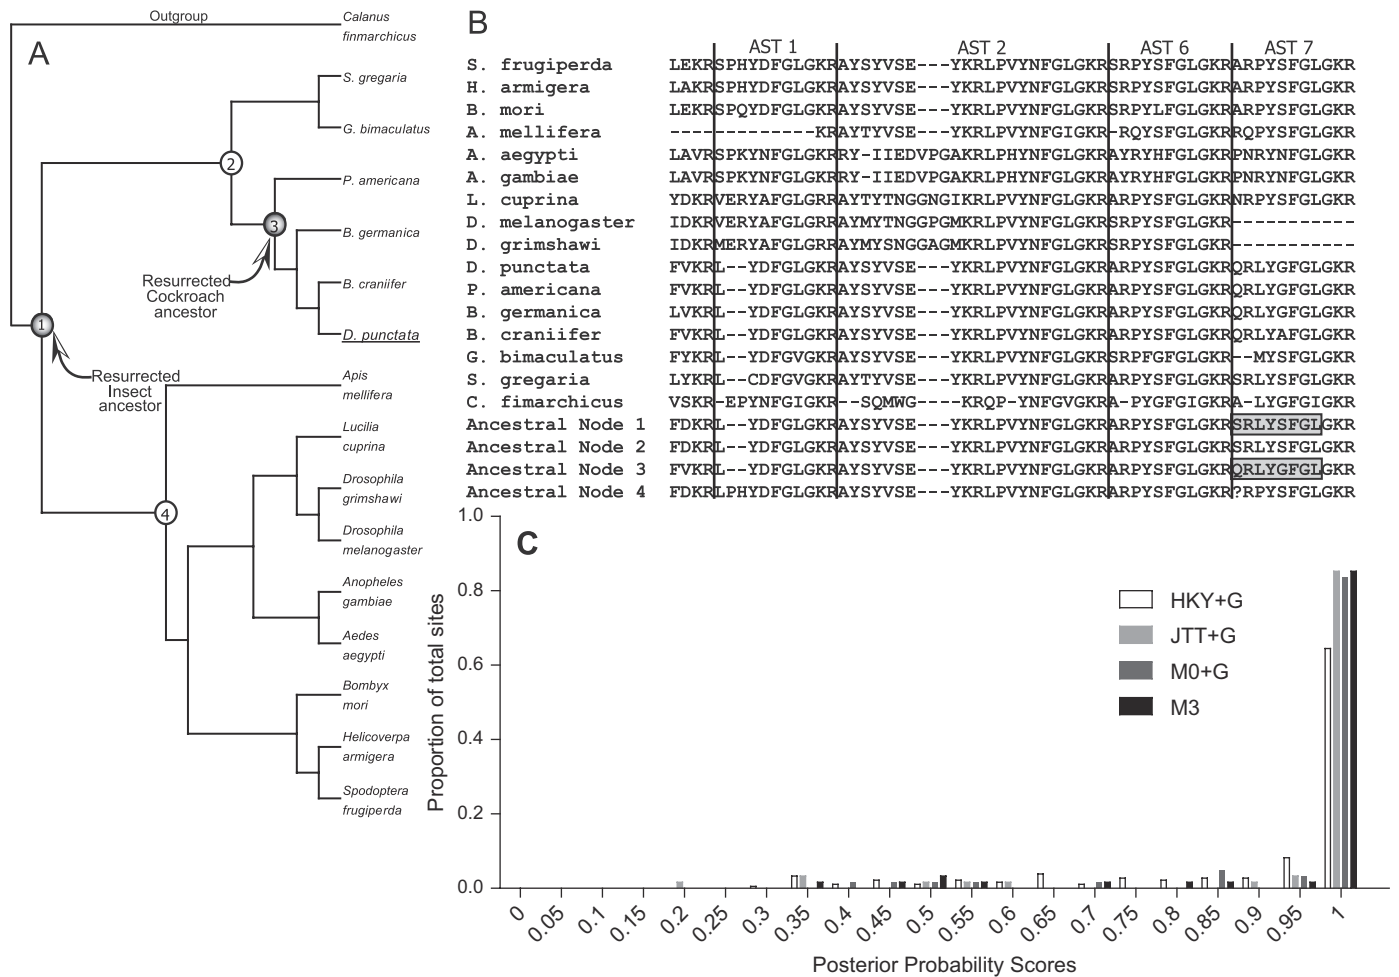 A
Outgroup
Calanus
finmarchicus
S. gregaria
G. bimaculatus
2
P. americana
3
B. germanica
Resurrected
Cockroach
ancestor
B. craniifer
1
D. punctata
Resurrected
Insect
ancestor
Apis
mellifera
Lucilia
cuprina
Drosophila
grimshawi
4
Drosophila
melanogaster
Anopheles
gambiae
Aedes
aegypti
Bombyx
mori
Helicoverpa
armigera
Spodoptera
frugiperda
B
AST 1 AST 2 AST 6 AST 7
S. frugiperda LEKRSPHYDFGLGKRAYSYVSE---YKRLPVYNFGLGKRSRPYSFGLGKRARPYSFGLGKR
H. armigera LAKRSPHYDFGLGKRAYSYVSE---YKRLPVYNFGLGKRSRPYSFGLGKRARPYSFGLGKR
B. mori LEKRSPQYDFGLGKRAYSYVSE---YKRLPVYNFGLGKRSRPYLFGLGKRARPYSFGLGKR
A. mellifera -------------KRAYTYVSE---YKRLPVYNFGIGKR-RQYSFGLGKRRQPYSFGLGKR
A. aegypti LAVRSPKYNFGLGKRRY-IIEDVPGAKRLPHYNFGLGKRAYRYHFGLGKRPNRYNFGLGKR
A. gambiae LAVRSPKYNFGLGKRRY-IIEDVPGAKRLPHYNFGLGKRAYRYHFGLGKRPNRYNFGLGKR
L. cuprina YDKRVERYAFGLGRRAYTYTNGGNGIKRLPVYNFGLGKRARPYSFGLGKRNRPYSFGLGKR
D. melanogaster IDKRVERYAFGLGRRAYMYTNGGPGMKRLPVYNFGLGKRSRPYSFGLGKR-----------
D. grimshawi IDKRMERYAFGLGRRAYMYSNGGAGMKRLPVYNFGLGKRSRPYSFGLGKR-----------
D. punctata FVKRL--YDFGLGKRAYSYVSE---YKRLPVYNFGLGKRSRPYSFGLGKRQRLYGFGLGKR
P. americana FVKRL--YDFGLGKRAYSYVSE---YKRLPVYNFGLGKRSRPYSFGLGKRQRLYGFGLGKR
B. germanica LVKRL--YDFGLGKRAYSYVSE---YKRLPVYNFGLGKRSRPYSFGLGKRQRLYGFGLGKR
B. craniifer FVKRL--YDFGLGKRAYSYVSE---YKRLPVYNFGLGKRARPYSFGLGKRQRLYAFGLGKR
G. bimaculatus FYKRL--YDFGVGKRAYSYVSE---YKRLPVYNFGLGKRSRPFGFGLGKR--MYSFGLGKR
S. gregaria LYKRL--CDFGVGKRAYTYVSE---YKRLPVYNFGLGKRARPYSFGLGKRSRLYSFGLGKR
C. fimarchicus VSKR-EPYNFGIGKR--SQMWG----KRQP-YNFGVGKRA-PYGFGIGKRA-LYGFGIGKR
Ancestral Node 1 FDKRL--YDFGLGKRAYSYVSE---YKRLPVYNFGLGKRARPYSFGLGKRSRLYSFGLGKR
Ancestral Node 2 FDKRL--YDFGLGKRAYSYVSE---YKRLPVYNFGLGKRARPYSFGLGKRSRLYSFGLGKR
Ancestral Node 3 FVKRL--YDFGLGKRAYSYVSE---YKRLPVYNFGLGKRARPYSFGLGKRQRLYGFGLGKR
Ancestral Node 4 FDKRLPHYDFGLGKRAYSYVSE---YKRLPVYNFGLGKRARPYSFGLGKR?RPYSFGLGKR
C
1.0
0.8
0.6
0.4
0.2
0.0
Proportion of total sites
HKY+G
JTT+G
M0+G
M3
0 0.05 0.1 0.15 0.2 0.25 0.3 0.35 0.4 0.45 0.5 0.55 0.6 0.65 0.7 0.75 0.8 0.85 0.9 0.95 1
Posterior Probability Scores